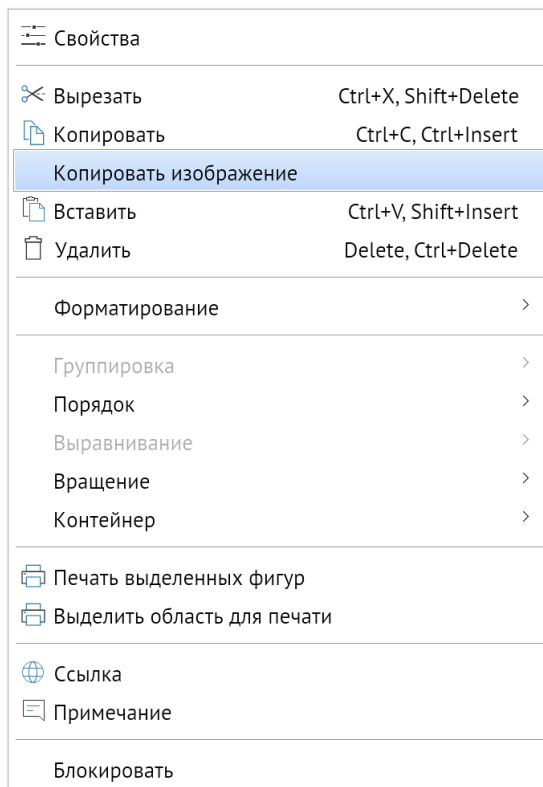 Свойства
Вырезать Ctrl+X, Shift+Delete
Копировать Ctrl+C, Ctrl+Insert
Копировать изображение
Вставить Ctrl+V, Shift+Insert
Удалить Delete, Ctrl+Delete
Форматирование
Группировка
Порядок
Выравнивание
Вращение
Контейнер
Печать выделенных фигур
Выделить область для печати
Ссылка
Примечание
Блокировать